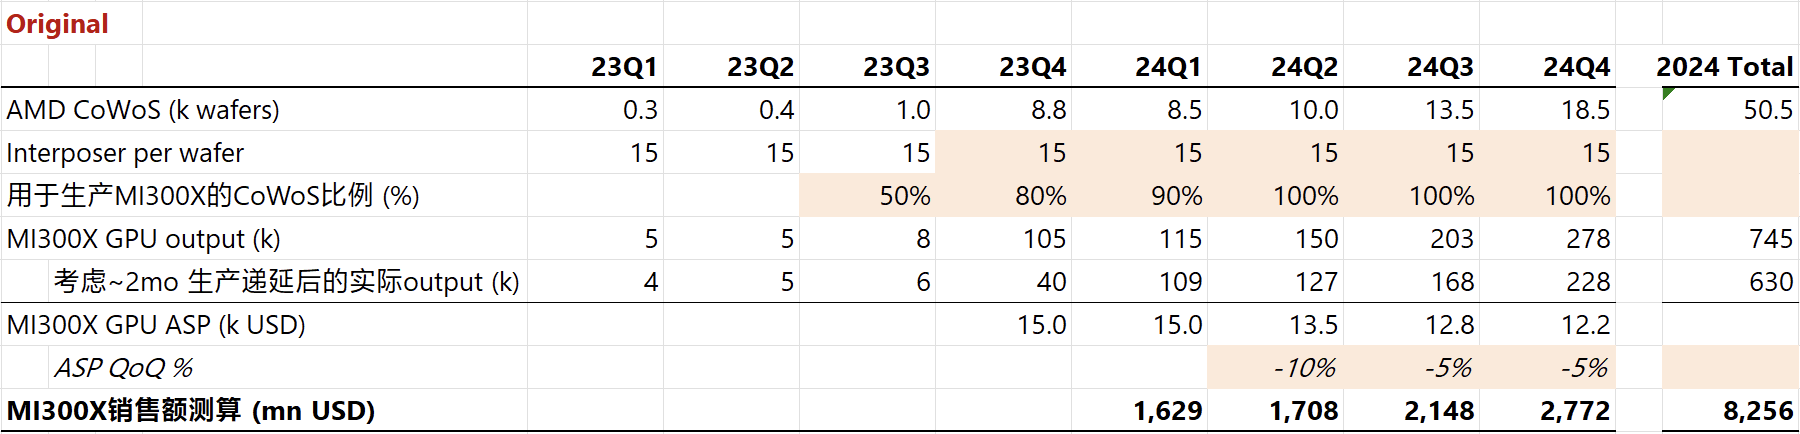 Original
23Q1 23Q2 23Q3 23Q4 24Q1 24Q2 24Q3 24Q4 2024 Total
AMD CoWoS (k wafers) 0.3 0.4 1.0 8.8 8.5 10.0 13.5 18.5 50.5
Interposer per wafer 15 15 15 15 15 15 15 15
用于生产MI300X的CoWoS比例 (%) 50% 80% 90% 100% 100% 100%
MI300X GPU output (k) 5 5 8 105 115 150 203 278 745
考虑~2mo 生产递延后的实际output (k) 4 5 6 40 109 127 168 228 630
MI300X GPU ASP (k USD) 15.0 15.0 13.5 12.8 12.2
ASP QoQ % -10% -5% -5%
MI300X销售额测算 (mn USD) 1,629 1,708 2,148 2,772 8,256